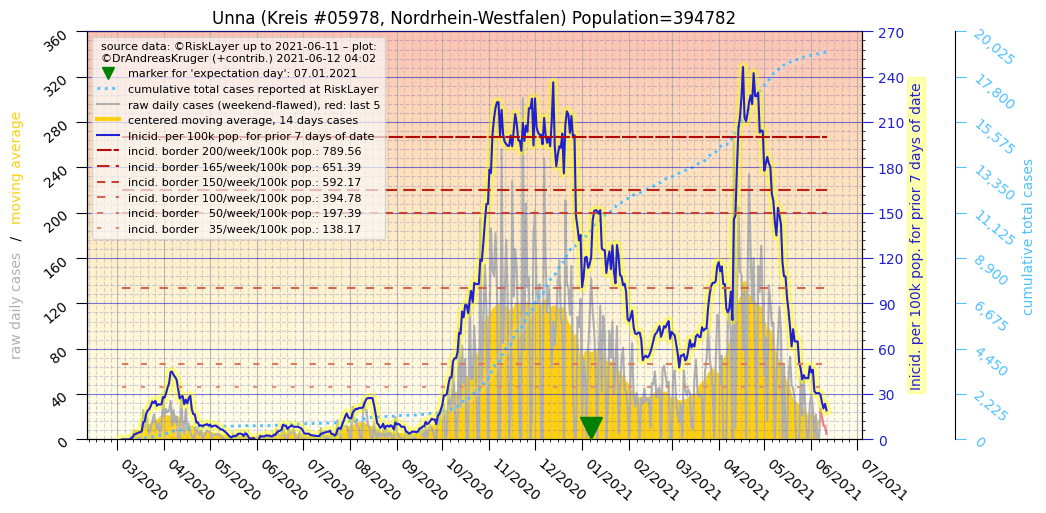 Unna (Kreis #05978, Nordrhein-Westfalen) Population=394782
source data: ©RiskLayer up to 2021-06-11 – plot:
©DrAndreasKruger (+contrib.) 2021-06-12 04:02
marker for 'expectation day': 07.01.2021
cumulative total cases reported at RiskLayer
raw daily cases (weekend-flawed), red: last 5
centered moving average, 14 days cases
Inicid. per 100k pop. for prior 7 days of date
incid. border 200/week/100k pop.: 789.56
incid. border 165/week/100k pop.: 651.39
incid. border 150/week/100k pop.: 592.17
incid. border 100/week/100k pop.: 394.78
incid. border   50/week/100k pop.: 197.39
incid. border   35/week/100k pop.: 138.17
raw daily cases   /   moving average
360
320
280
240
200
160
120
80
40
0
270
240
210
180
150
120
90
60
30
0
Inicid. per 100k pop. for prior 7 days of date
20,025
17,800
15,575
13,350
11,125
8,900
6,675
4,450
2,225
0
cumulative total cases
03/2020
04/2020
05/2020
06/2020
07/2020
08/2020
09/2020
10/2020
11/2020
12/2020
01/2021
02/2021
03/2021
04/2021
05/2021
06/2021
07/2021